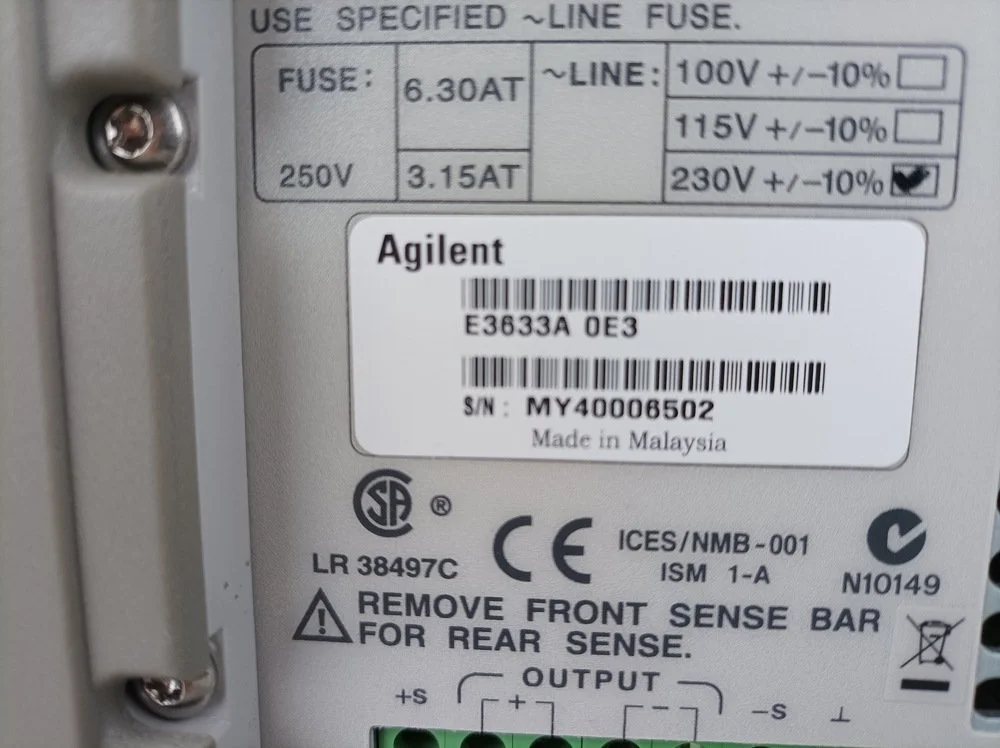 USE SPECIFIED ~LINE FUSE.
FUSE: 6.30AT ~LINE: 100V +/-10%
115V +/-10%
250V 3.15AT 230V +/-10%
Agilent
E3633A 0E3
S/N : MY40006502
Made in Malaysia
SA ®
LR 38497C
CE
ICES/NMB-001
ISM 1-A
N10149
REMOVE FRONT SENSE BAR
FOR REAR SENSE.
OUTPUT
+S + - -S